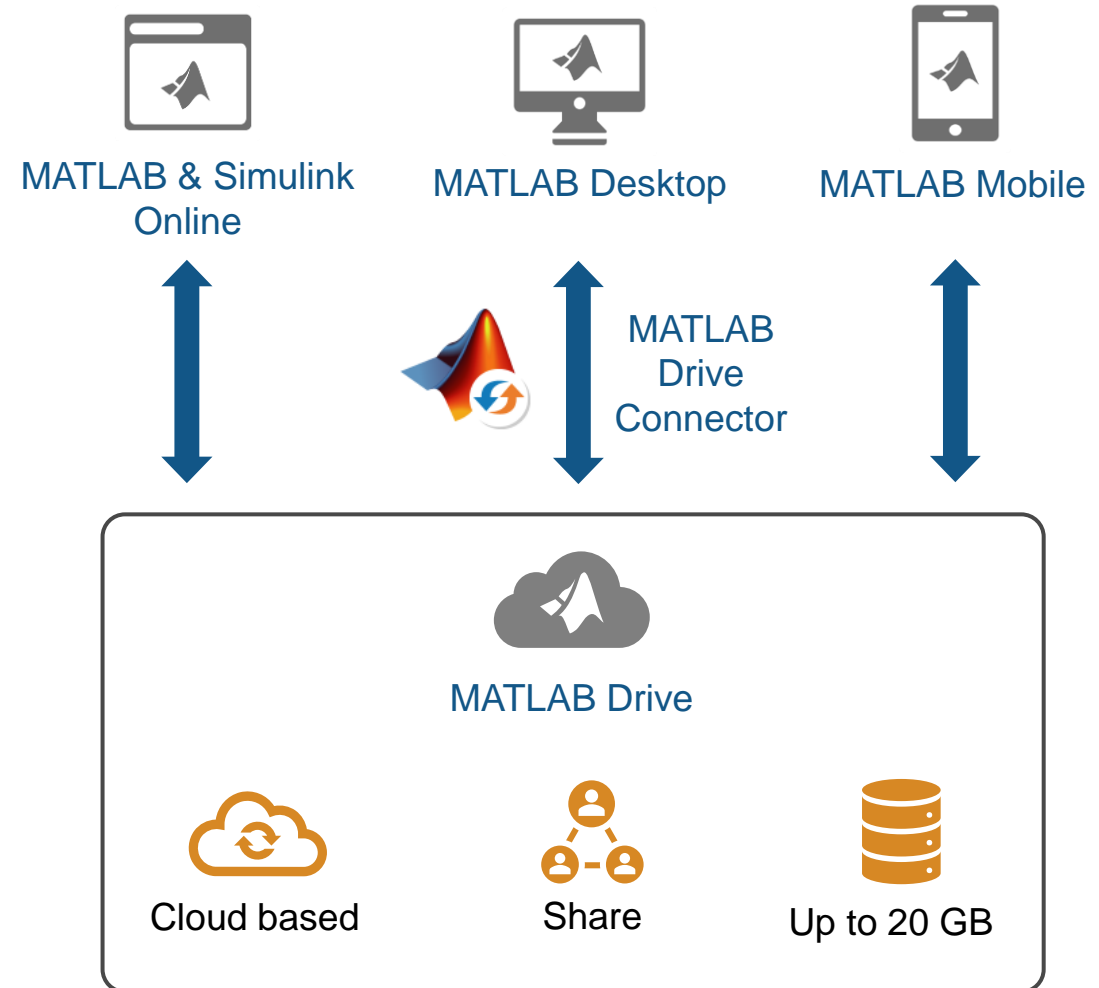 MATLAB & Simulink
Online
MATLAB Desktop
MATLAB Mobile
MATLAB
Drive
Connector
MATLAB Drive
Cloud based
Share
Up to 20 GB